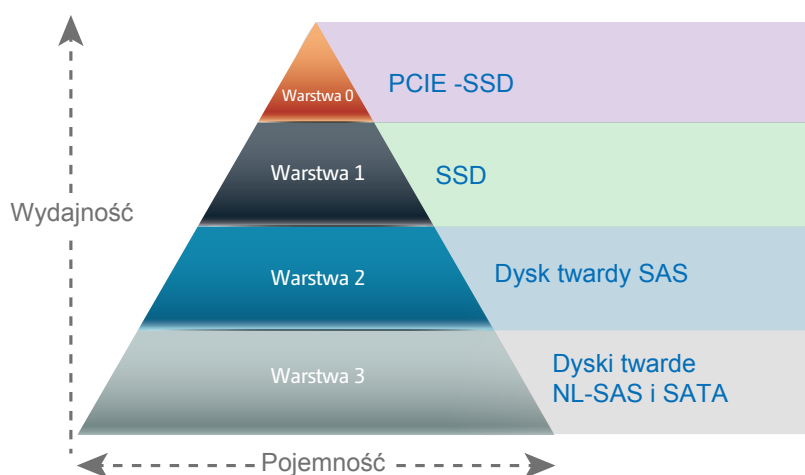 Warstwa 0
PCIE -SSD
Warstwa 1
SSD
Wydajność
Warstwa 2
Dysk twardy SAS
Warstwa 3
Dyski twarde
NL-SAS i SATA
Pojemność